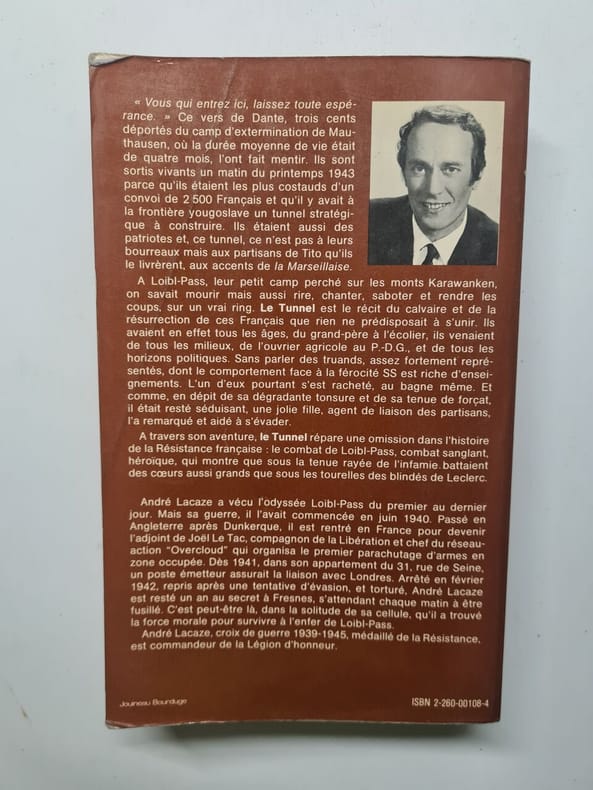 « Vous qui entrez ici, laissez toute espé-
rance. » Ce vers de Dante, trois cents
déportés du camp d'extermination de Mau-
thausen, où la durée moyenne de vie était
de quatre mois, l'ont fait mentir. Ils sont
sortis vivants un matin du printemps 1943
parce qu'ils étaient les plus costauds d'un
convoi de 2 500 Français et qu'il y avait à
la frontière yougoslave un tunnel stratégi-
que à construire. Ils étaient aussi des
patriotes et, ce tunnel, ce n'est pas à leurs
bourreaux mais aux partisans de Tito qu'ils
le livrèrent, aux accents de la Marseillaise.
A Loibl-Pass, leur petit camp perché sur les monts Karawanken,
on savait mourir mais aussi rire, chanter, saboter et rendre les
coups, sur un vrai ring. Le Tunnel est le récit du calvaire et de la
résurrection de ces Français que rien ne prédisposait à s'unir. Ils
avaient en effet tous les âges, du grand-père à l'écolier, ils venaient
de tous les milieux, de l'ouvrier agricole au P.-D.G., et de tous les
horizons politiques. Sans parler des truands, assez fortement repré-
sentés, dont le comportement face à la férocité SS est riche d'ensei-
gnements. L'un d'eux pourtant s'est racheté, au bagne même. Et
comme, en dépit de sa dégradante tonsure et de sa tenue de forçat,
il était resté séduisant, une jolie fille, agent de liaison des partisans,
l'a remarqué et aidé à s'évader.
A travers son aventure, le Tunnel répare une omission dans l'histoire
de la Résistance française : le combat de Loibl-Pass, combat sanglant,
héroïque, qui montre que sous la tenue rayée de l'infamie battaient
des cœurs aussi grands que sous les tourelles des blindés de Leclerc.
André Lacaze a vécu l'odyssée Loibl-Pass du premier au dernier
jour. Mais sa guerre, il l'avait commencée en juin 1940. Passé en
Angleterre après Dunkerque, il est rentré en France pour devenir
l'adjoint de Joël Le Tac, compagnon de la Libération et chef du réseau-
action "Overcloud" qui organisa le premier parachutage d'armes en
zone occupée. Dès 1941, dans son appartement du 31, rue de Seine,
un poste émetteur assurait la liaison avec Londres. Arrêté en février
1942, repris après une tentative d'évasion, et torturé, André Lacaze
est resté un an au secret à Fresnes, s'attendant chaque matin à être
fusillé. C'est peut-être là, dans la solitude de sa cellule, qu'il a trouvé
la force morale pour survivre à l'enfer de Loibl-Pass.
André Lacaze, croix de guerre 1939-1945, médaillé de la Résistance,
est commandeur de la Légion d'honneur.
Jouineau Bourduge
ISBN 2-260-00108-4